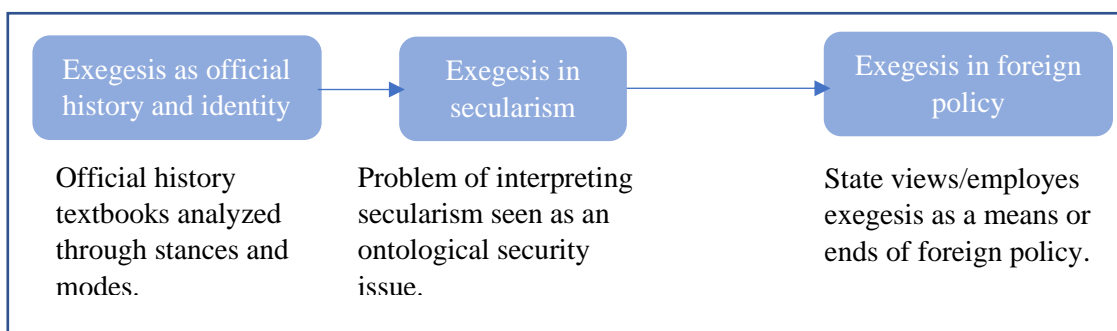 Exegesis as official
history and identity
Exegesis in
secularism
Exegesis in foreign
policy
Official history
textbooks analyzed
through stances and
modes.
Problem of interpreting
secularism seen as an
ontological security
issue.
State views/employes
exegesis as a means or
ends of foreign policy.